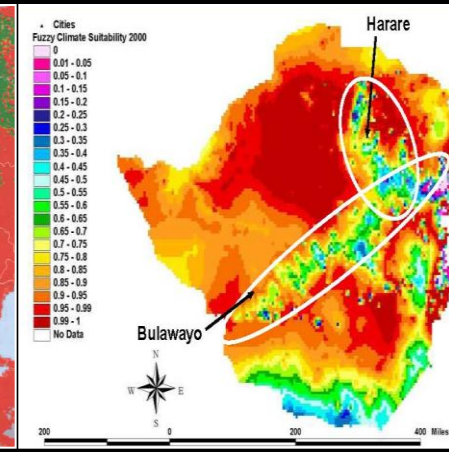 Cities
Fuzzy Climate Suitability 2000
0
0.01 - 0.05
0.05 - 0.1
0.1 - 0.15
0.15 - 0.2
0.2 - 0.25
0.25 - 0.3
0.3 - 0.35
0.35 - 0.4
0.4 - 0.45
0.45 - 0.5
0.5 - 0.55
0.55 - 0.6
0.6 - 0.65
0.65 - 0.7
0.7 - 0.75
0.75 - 0.8
0.8 - 0.85
0.85 - 0.9
0.9 - 0.95
0.95 - 0.99
0.99 - 1
No Data
Harare
Bulawayo
N
W E
S
200 0 200 400 Miles